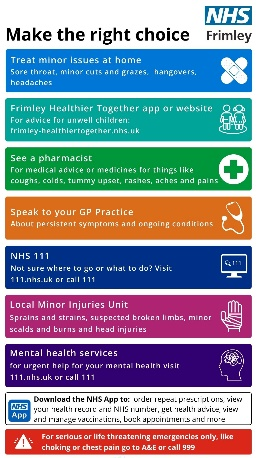 NHS
Make the right choice
Frimley
Treat minor issues at home
Sore throat, minor cuts and grazes, hangovers,
headaches
Frimley Healthier Together app or website
For advice for unwell children:
frimley-healthiertogether.nhs.uk
See a pharmacist
For medical advice or medicines for things like
coughs, colds, tummy upset, rashes, aches and pains
Speak to your GP Practice
About persistent symptoms and ongoing conditions
NHS 111
Not sure where to go or what to do? Visit
111.nhs.uk or call 111
111
Local Minor Injuries Unit
Sprains and strains, suspected broken limbs, minor
scalds and burns and head injuries
Mental health services
for urgent help for your mental health visit
111.nhs.uk or call 111
NHS
App
Download the NHS App to: order repeat prescriptions, view
your health record and NHS number, get health advice, view
and manage vaccinations, book appointments and more
For serious or life threatening emergencies only, like
choking or chest pain go to A&E or call 999